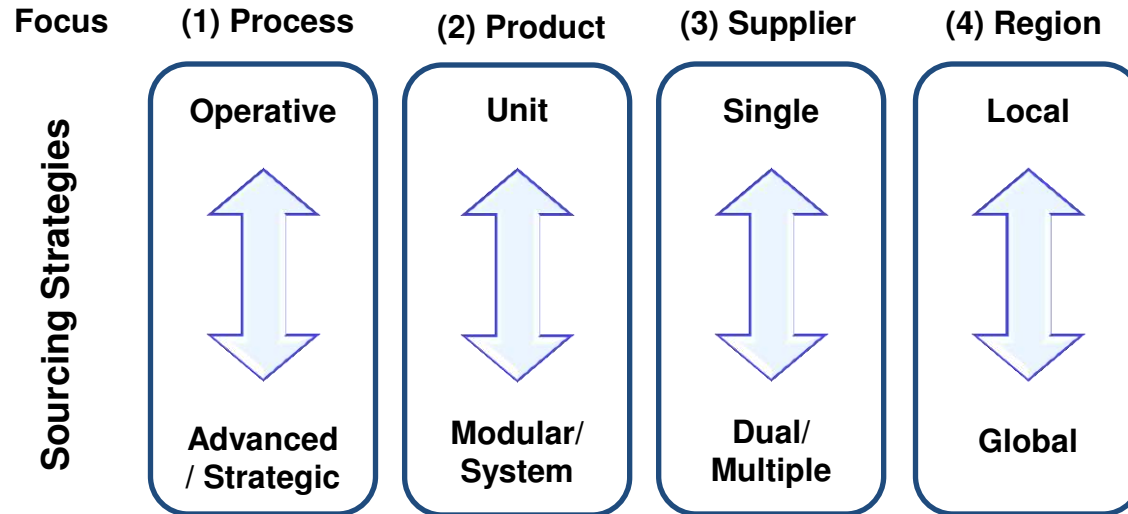 Focus
(1) Process
(2) Product
(3) Supplier
(4) Region
Sourcing Strategies
Operative
Unit
Single
Local
Advanced
/ Strategic
Modular/
System
Dual/
Multiple
Global